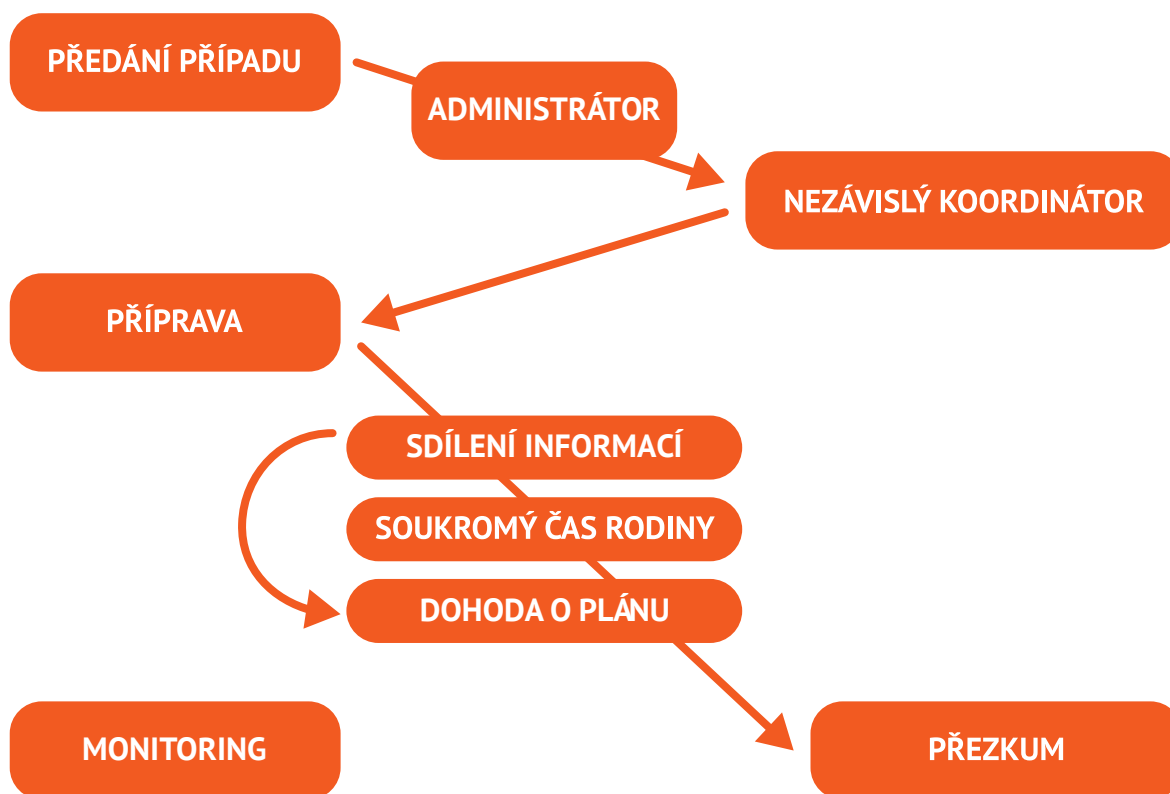 PŘEDÁNÍ PŘÍPADU
ADMINISTRÁTOR
NEZÁVISLÝ KOORDINÁTOR
PŘÍPRAVA
SDÍLENÍ INFORMACÍ
SOUKROMÝ ČAS RODINY
DOHODA O PLÁNU
MONITORING
PŘEZKUM